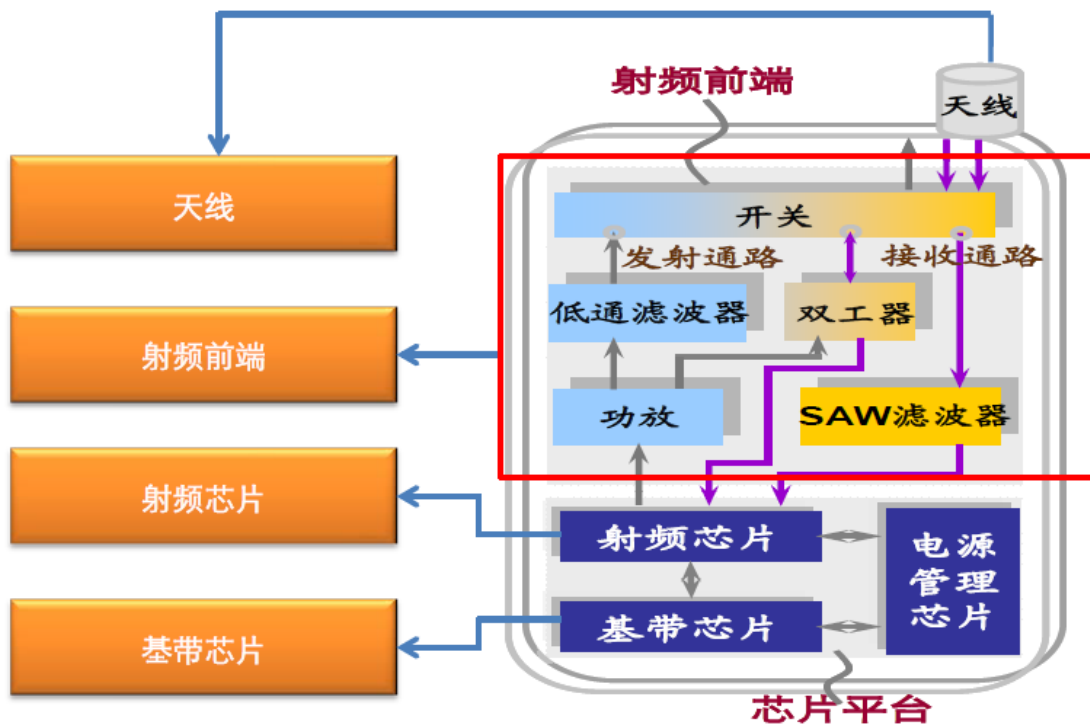 射频前端
天线
天线
开关
发射通路
接收通路
低通滤波器
双工器
射频前端
功放
SAW滤波器
射频芯片
射频芯片
电源
管理
芯片
基带芯片
基带芯片
芯片平台